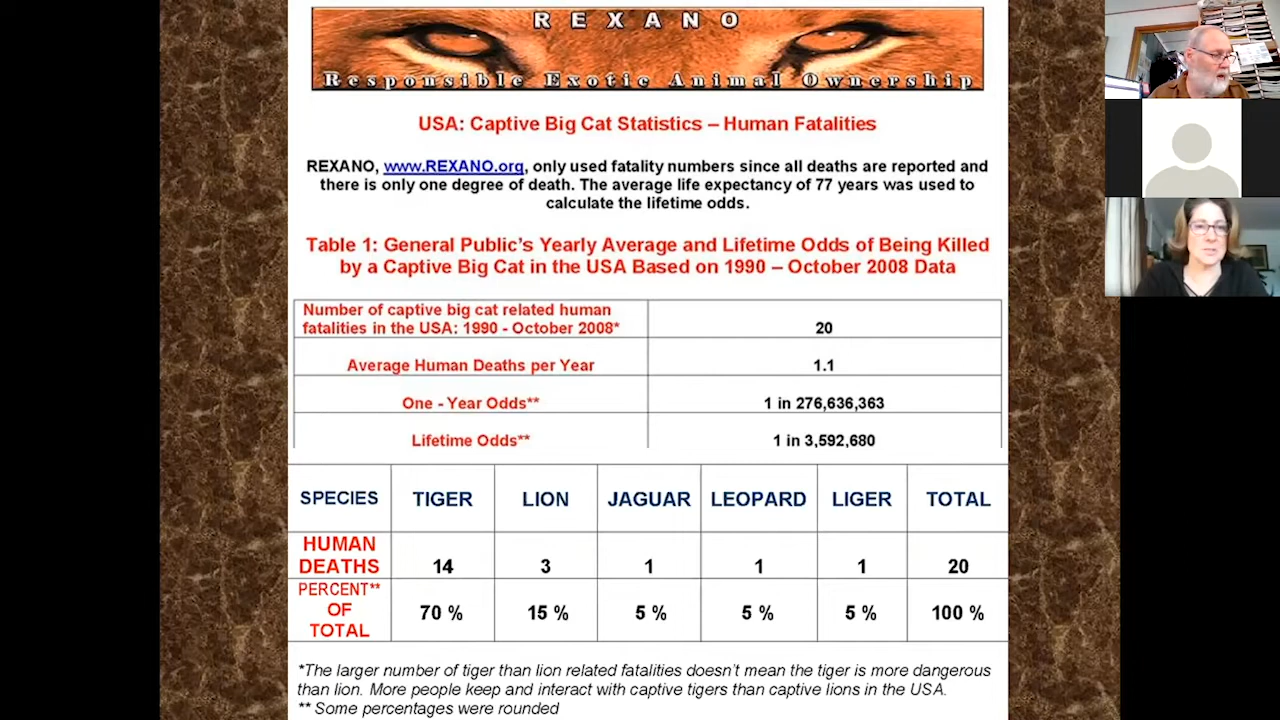 REXANO
Responsible Exotic Animal Ownership
USA: Captive Big Cat Statistics – Human Fatalities
REXANO, www.REXANO.org, only used fatality numbers since all deaths are reported and
there is only one degree of death. The average life expectancy of 77 years was used to
calculate the lifetime odds.
Table 1: General Public's Yearly Average and Lifetime Odds of Being Killed
by a Captive Big Cat in the USA Based on 1990 – October 2008 Data
Number of captive big cat related human
fatalities in the USA: 1990 - October 2008*
20
Average Human Deaths per Year
1.1
One - Year Odds**
1 in 276,636,363
Lifetime Odds**
1 in 3,592,680
SPECIES TIGER LION JAGUAR LEOPARD LIGER TOTAL
HUMAN
DEATHS
14 3 1 1 1 20
PERCENT**
OF
TOTAL
70 % 15 % 5 % 5 % 5 % 100 %
*The larger number of tiger than lion related fatalities doesn't mean the tiger is more dangerous
than lion. More people keep and interact with captive tigers than captive lions in the USA.
** Some percentages were rounded